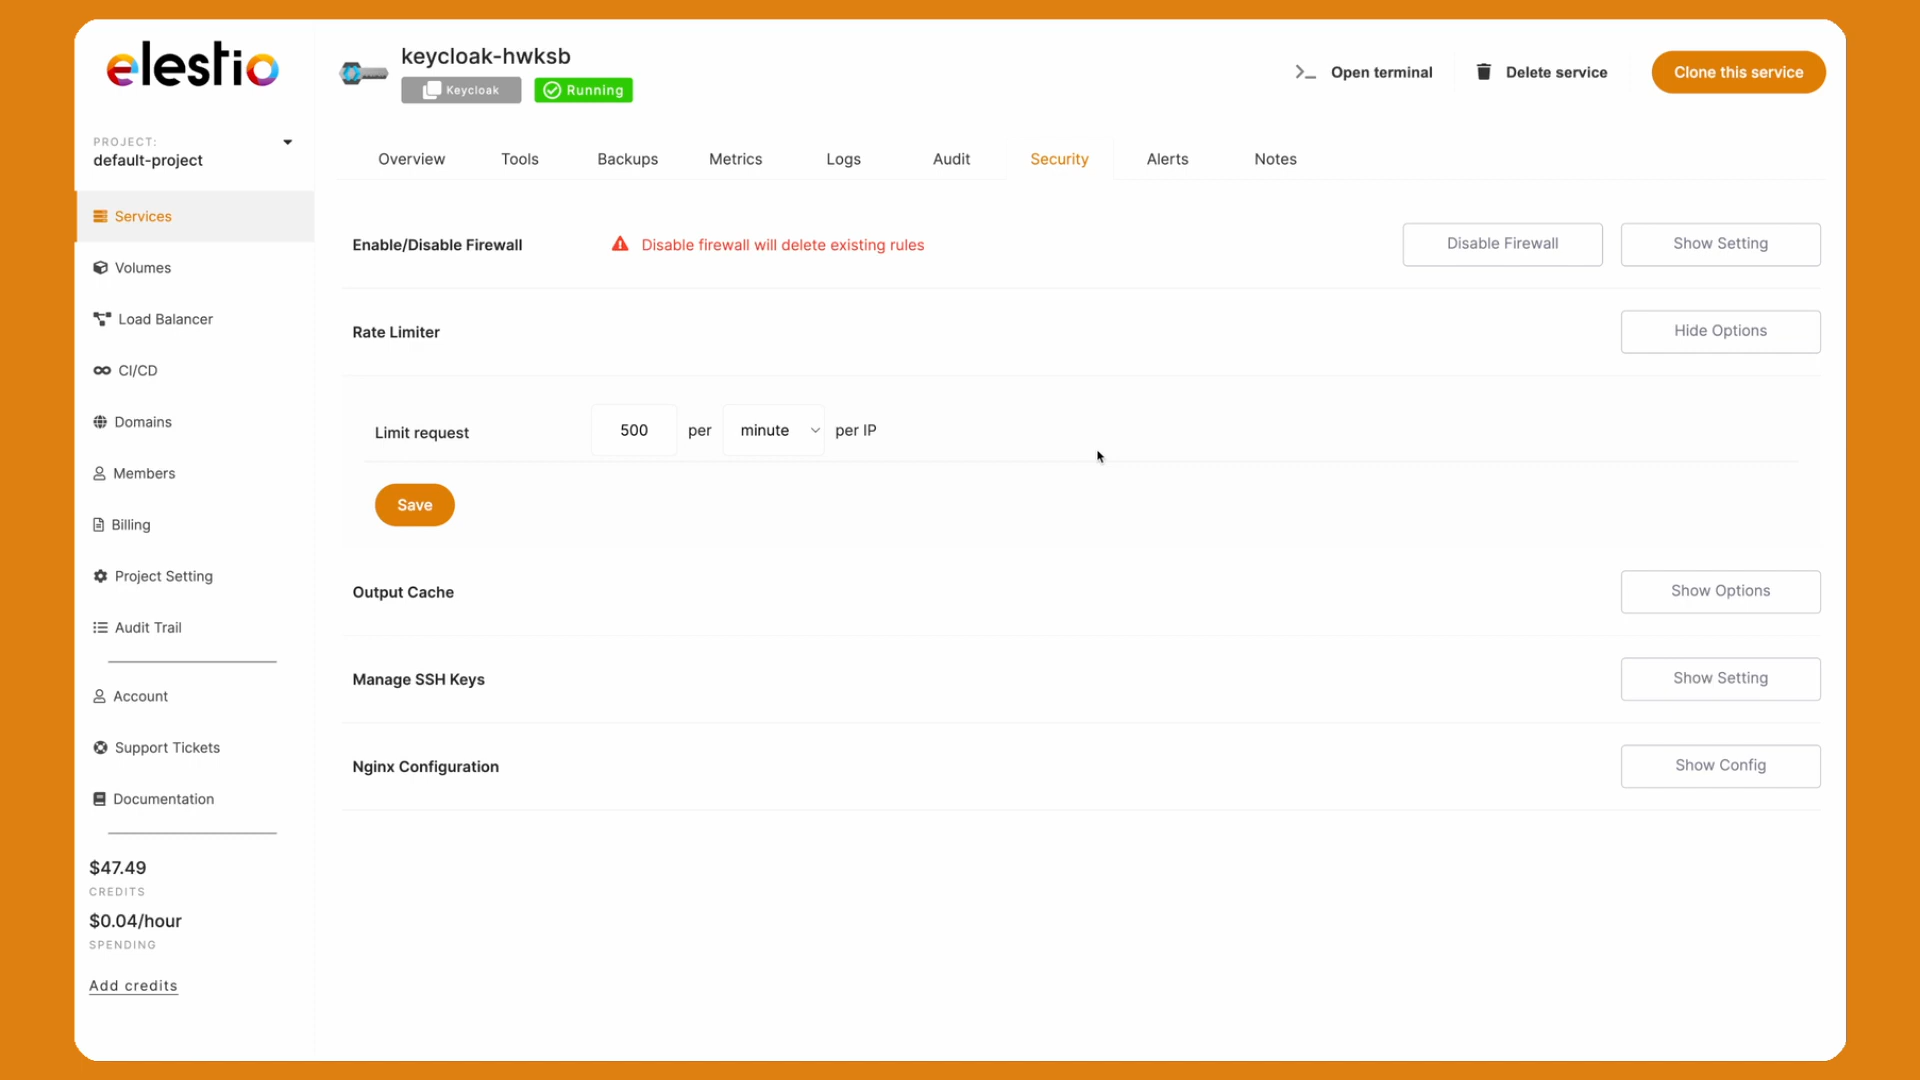 elestio
keycloak-hwksb
Keycloak
Running
Open terminal
Delete service
Clone this service
PROJECT:
default-project
Overview
Tools
Backups
Metrics
Logs
Audit
Security
Alerts
Notes
Services
Volumes
Load Balancer
CI/CD
Domains
Members
Billing
Project Setting
Audit Trail
Account
Support Tickets
Documentation
$47.49
CREDITS
$0.04/hour
SPENDING
Add credits
Enable/Disable Firewall
Disable firewall will delete existing rules
Disable Firewall
Show Setting
Rate Limiter
Hide Options
Limit request 500 per minute per IP
Save
Output Cache
Show Options
Manage SSH Keys
Show Setting
Nginx Configuration
Show Config